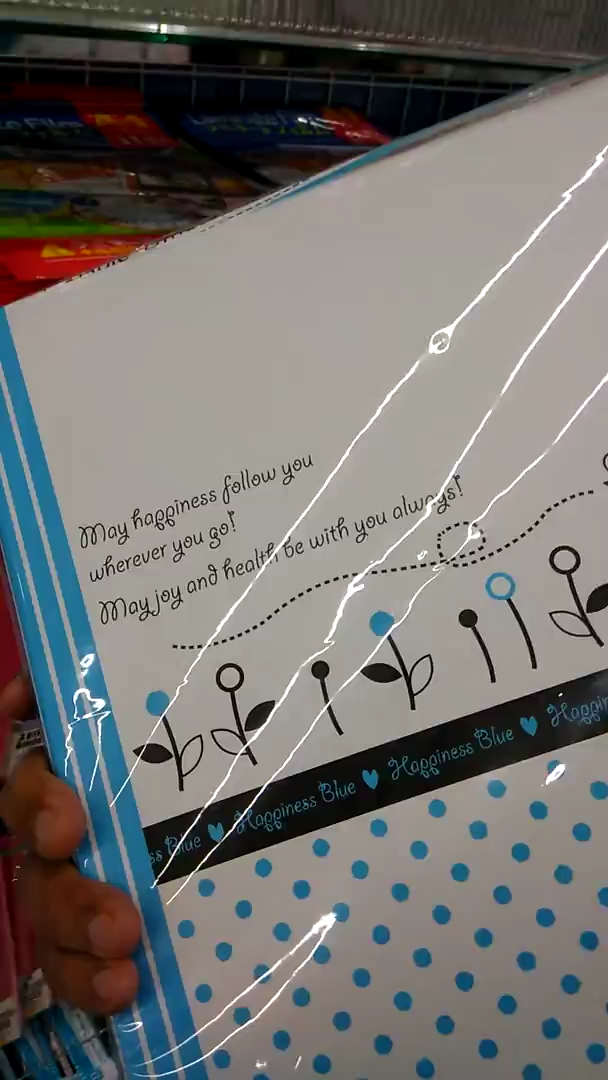 May happiness follow you
wherever you go!
May joy and health be with you always!
Blue Happiness Blue Happiness Blue